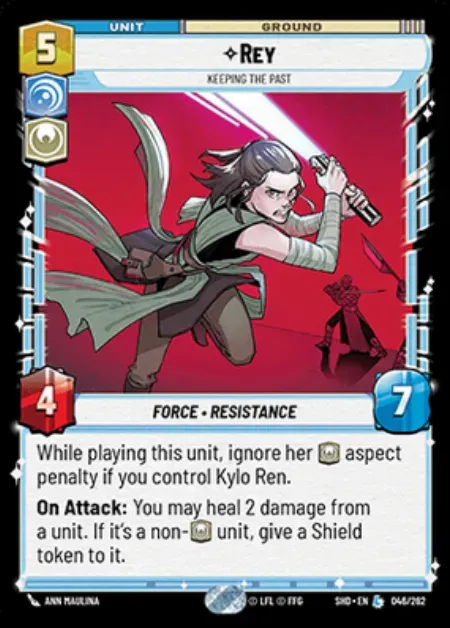 5
UNIT
GROUND
REY
KEEPING THE PAST
4
7
FORCE • RESISTANCE
While playing this unit, ignore her aspect
penalty if you control Kylo Ren.
On Attack: You may heal 2 damage from
a unit. If it's a non- unit, give a Shield
token to it.
ANN MAULINA
© LFL © FFG
SHD • EN
046/262